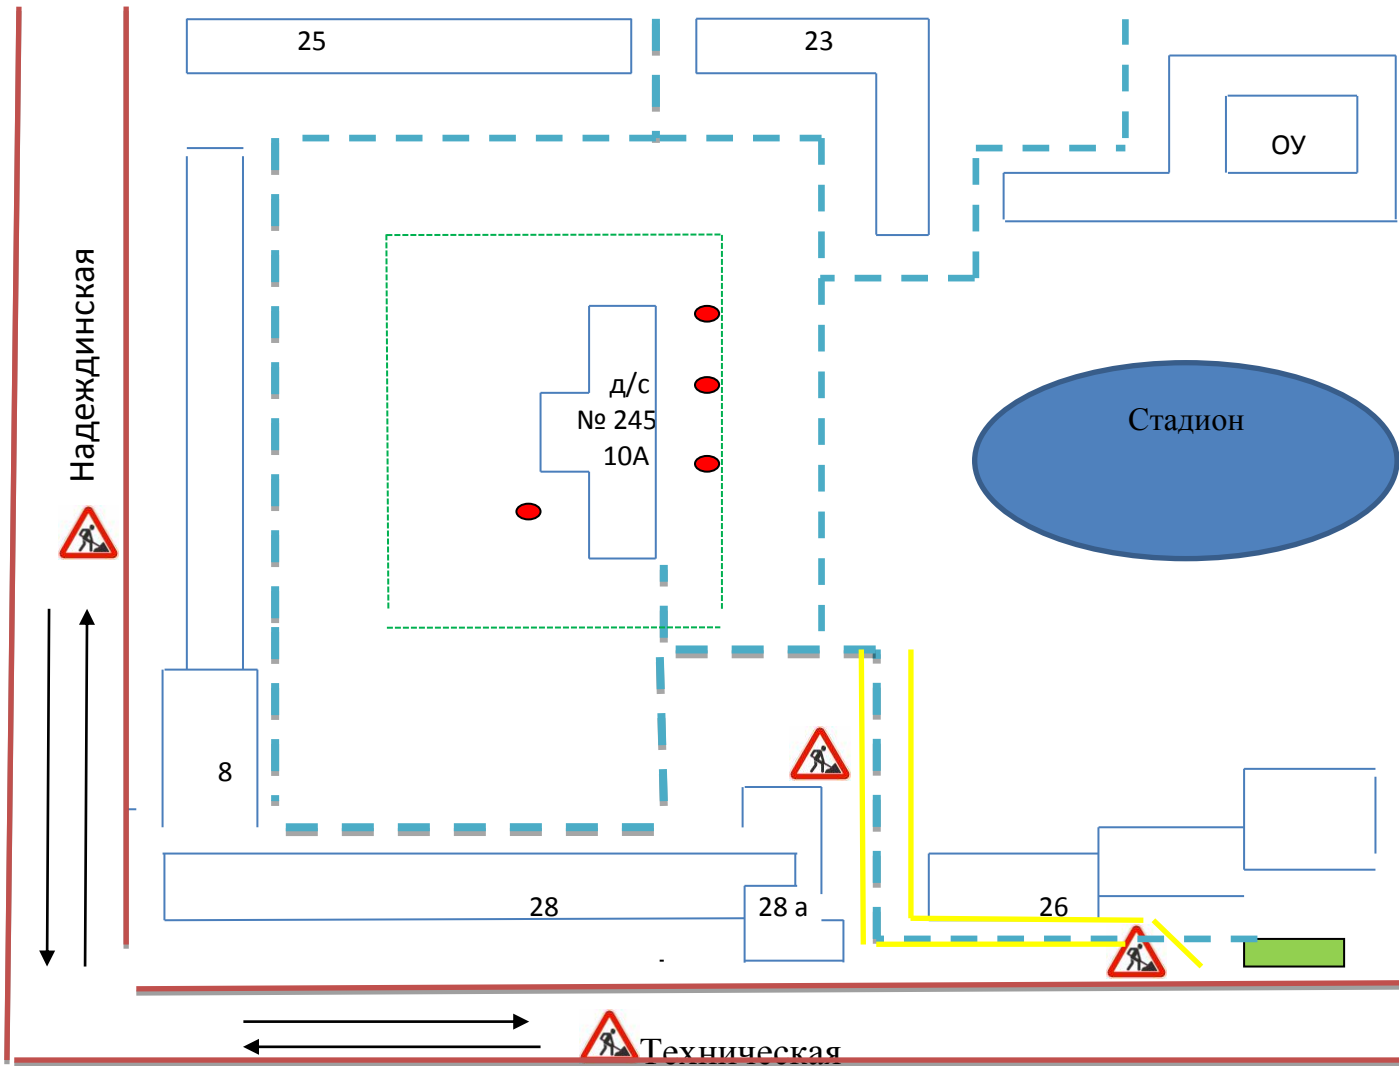 25
23
ОУ
Надеждинская
д/с
№ 245
10А
Стадион
8
28
28 а
26
Техническая